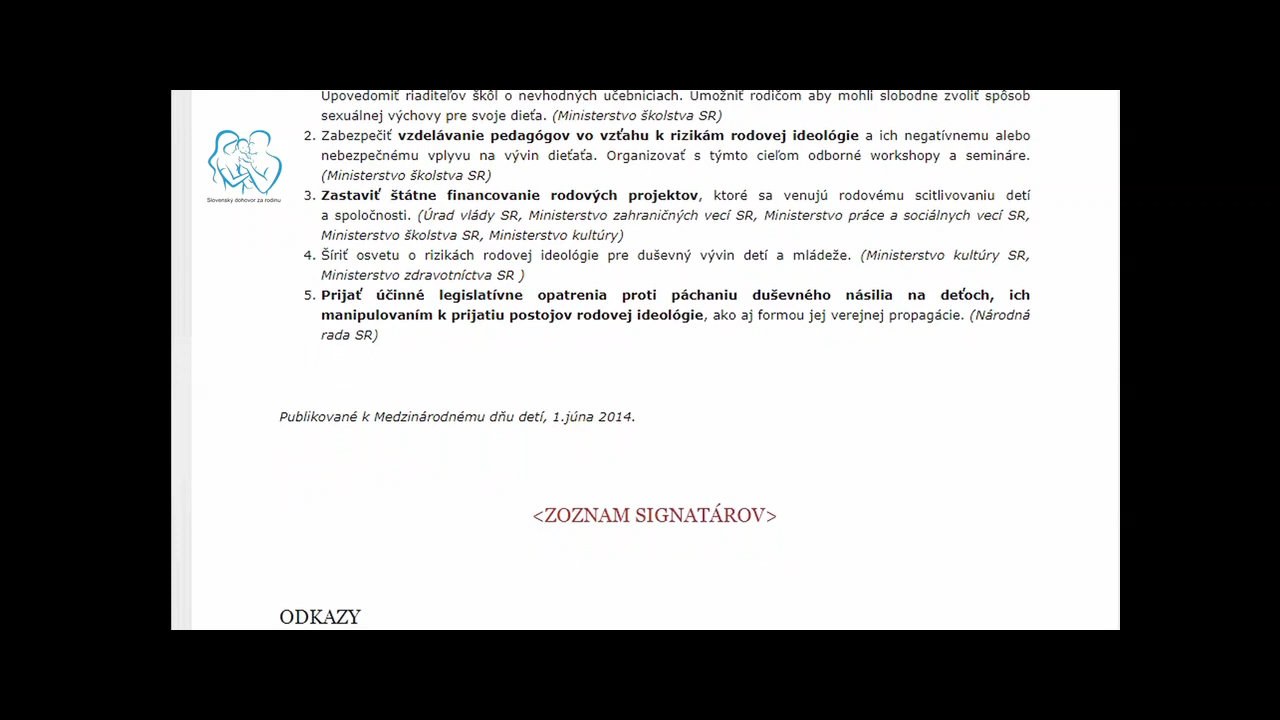 Upovedomiť riaditeľov škôl o nevhodných učebniciach. Umožniť rodičom aby mohli slobodne zvoliť spôsob
sexuálnej výchovy pre svoje dieťa. (Ministerstvo školstva SR)
2. Zabezpečiť vzdelávanie pedagógov vo vzťahu k rizikám rodovej ideológie a ich negatívnemu alebo
nebezpečnému vplyvu na vývin dieťaťa. Organizovať s týmto cieľom odborné workshopy a semináre.
(Ministerstvo školstva SR)
3. Zastaviť štátne financovanie rodových projektov, ktoré sa venujú rodovému scitlivovaniu detí
a spoločnosti. (Úrad vlády SR, Ministerstvo zahraničných vecí SR, Ministerstvo práce a sociálnych vecí SR,
Ministerstvo školstva SR, Ministerstvo kultúry)
4. Šíriť osvetu o rizikách rodovej ideológie pre duševný vývin detí a mládeže. (Ministerstvo kultúry SR,
Ministerstvo zdravotníctva SR )
5. Prijať účinné legislatívne opatrenia proti páchaniu duševného násilia na deťoch, ich
manipulovaním k prijatiu postojov rodovej ideológie, ako aj formou jej verejnej propagácie. (Národná
rada SR)
Slovenský dohovor za rodinu
Publikované k Medzinárodnému dňu detí, 1.júna 2014.
<ZOZNAM SIGNATÁROV>
ODKAZY